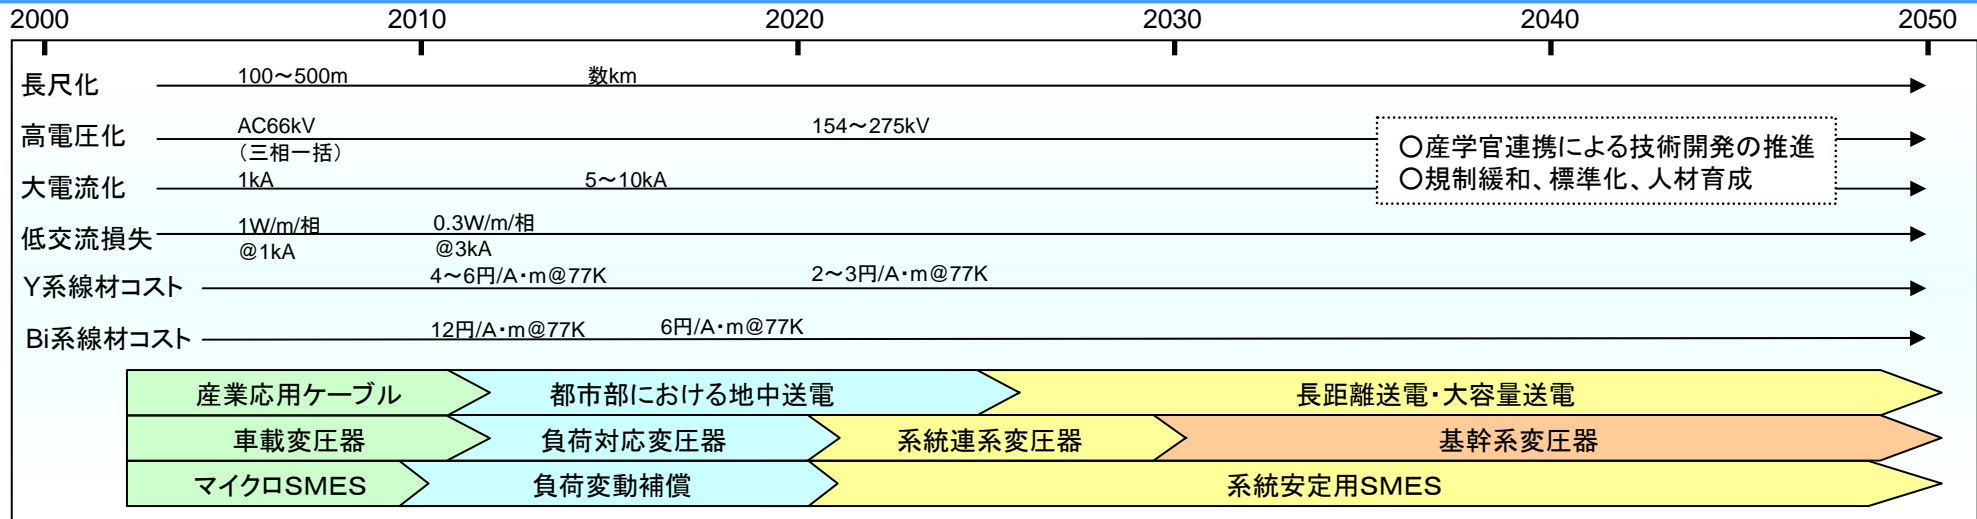 2000 2010 2020 2030 2040 2050
長尺化 100～500m 数km
高電圧化 AC66kV 154～275kV
（三相一括）
○産学官連携による技術開発の推進
○規制緩和、標準化、人材育成
大電流化 1kA 5～10kA
低交流損失 1W/m/相 0.3W/m/相
@1kA @3kA
Y系線材コスト 4～6円/A・m@77K 2～3円/A・m@77K
Bi系線材コスト 12円/A・m@77K 6円/A・m@77K
産業応用ケーブル 都市部における地中送電 長距離送電・大容量送電
車載変圧器 負荷対応変圧器 系統連系変圧器 基幹系変圧器
マイクロSMES 負荷変動補償 系統安定用SMES